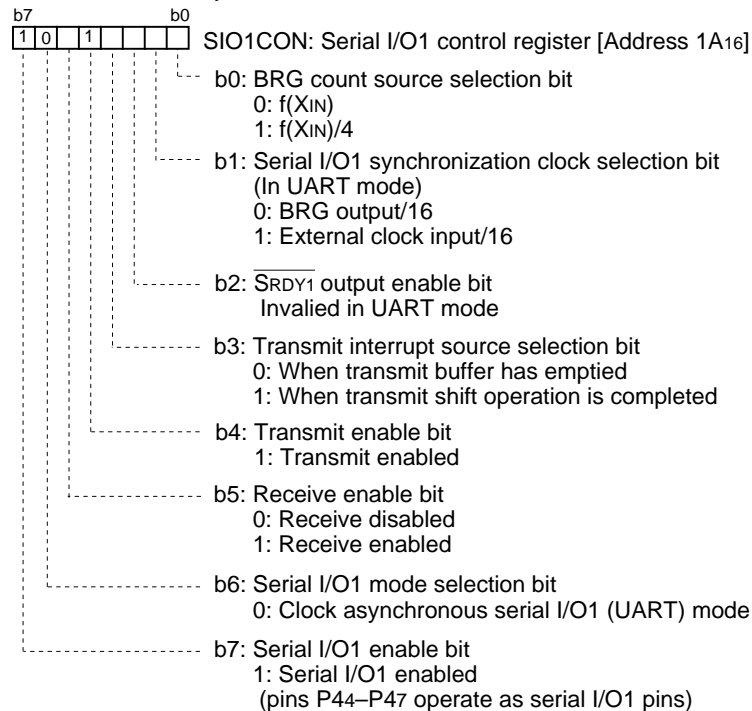 b7 b0
1 0 1 SIO1CON: Serial I/O1 control register [Address 1A16]
b0: BRG count source selection bit
0: f(XIN)
1: f(XIN)/4
b1: Serial I/O1 synchronization clock selection bit
(In UART mode)
0: BRG output/16
1: External clock input/16
b2: SRDY1 output enable bit
Invalied in UART mode
b3: Transmit interrupt source selection bit
0: When transmit buffer has emptied
1: When transmit shift operation is completed
b4: Transmit enable bit
1: Transmit enabled
b5: Receive enable bit
0: Receive disabled
1: Receive enabled
b6: Serial I/O1 mode selection bit
0: Clock asynchronous serial I/O1 (UART) mode
b7: Serial I/O1 enable bit
1: Serial I/O1 enabled
(pins P44–P47 operate as serial I/O1 pins)